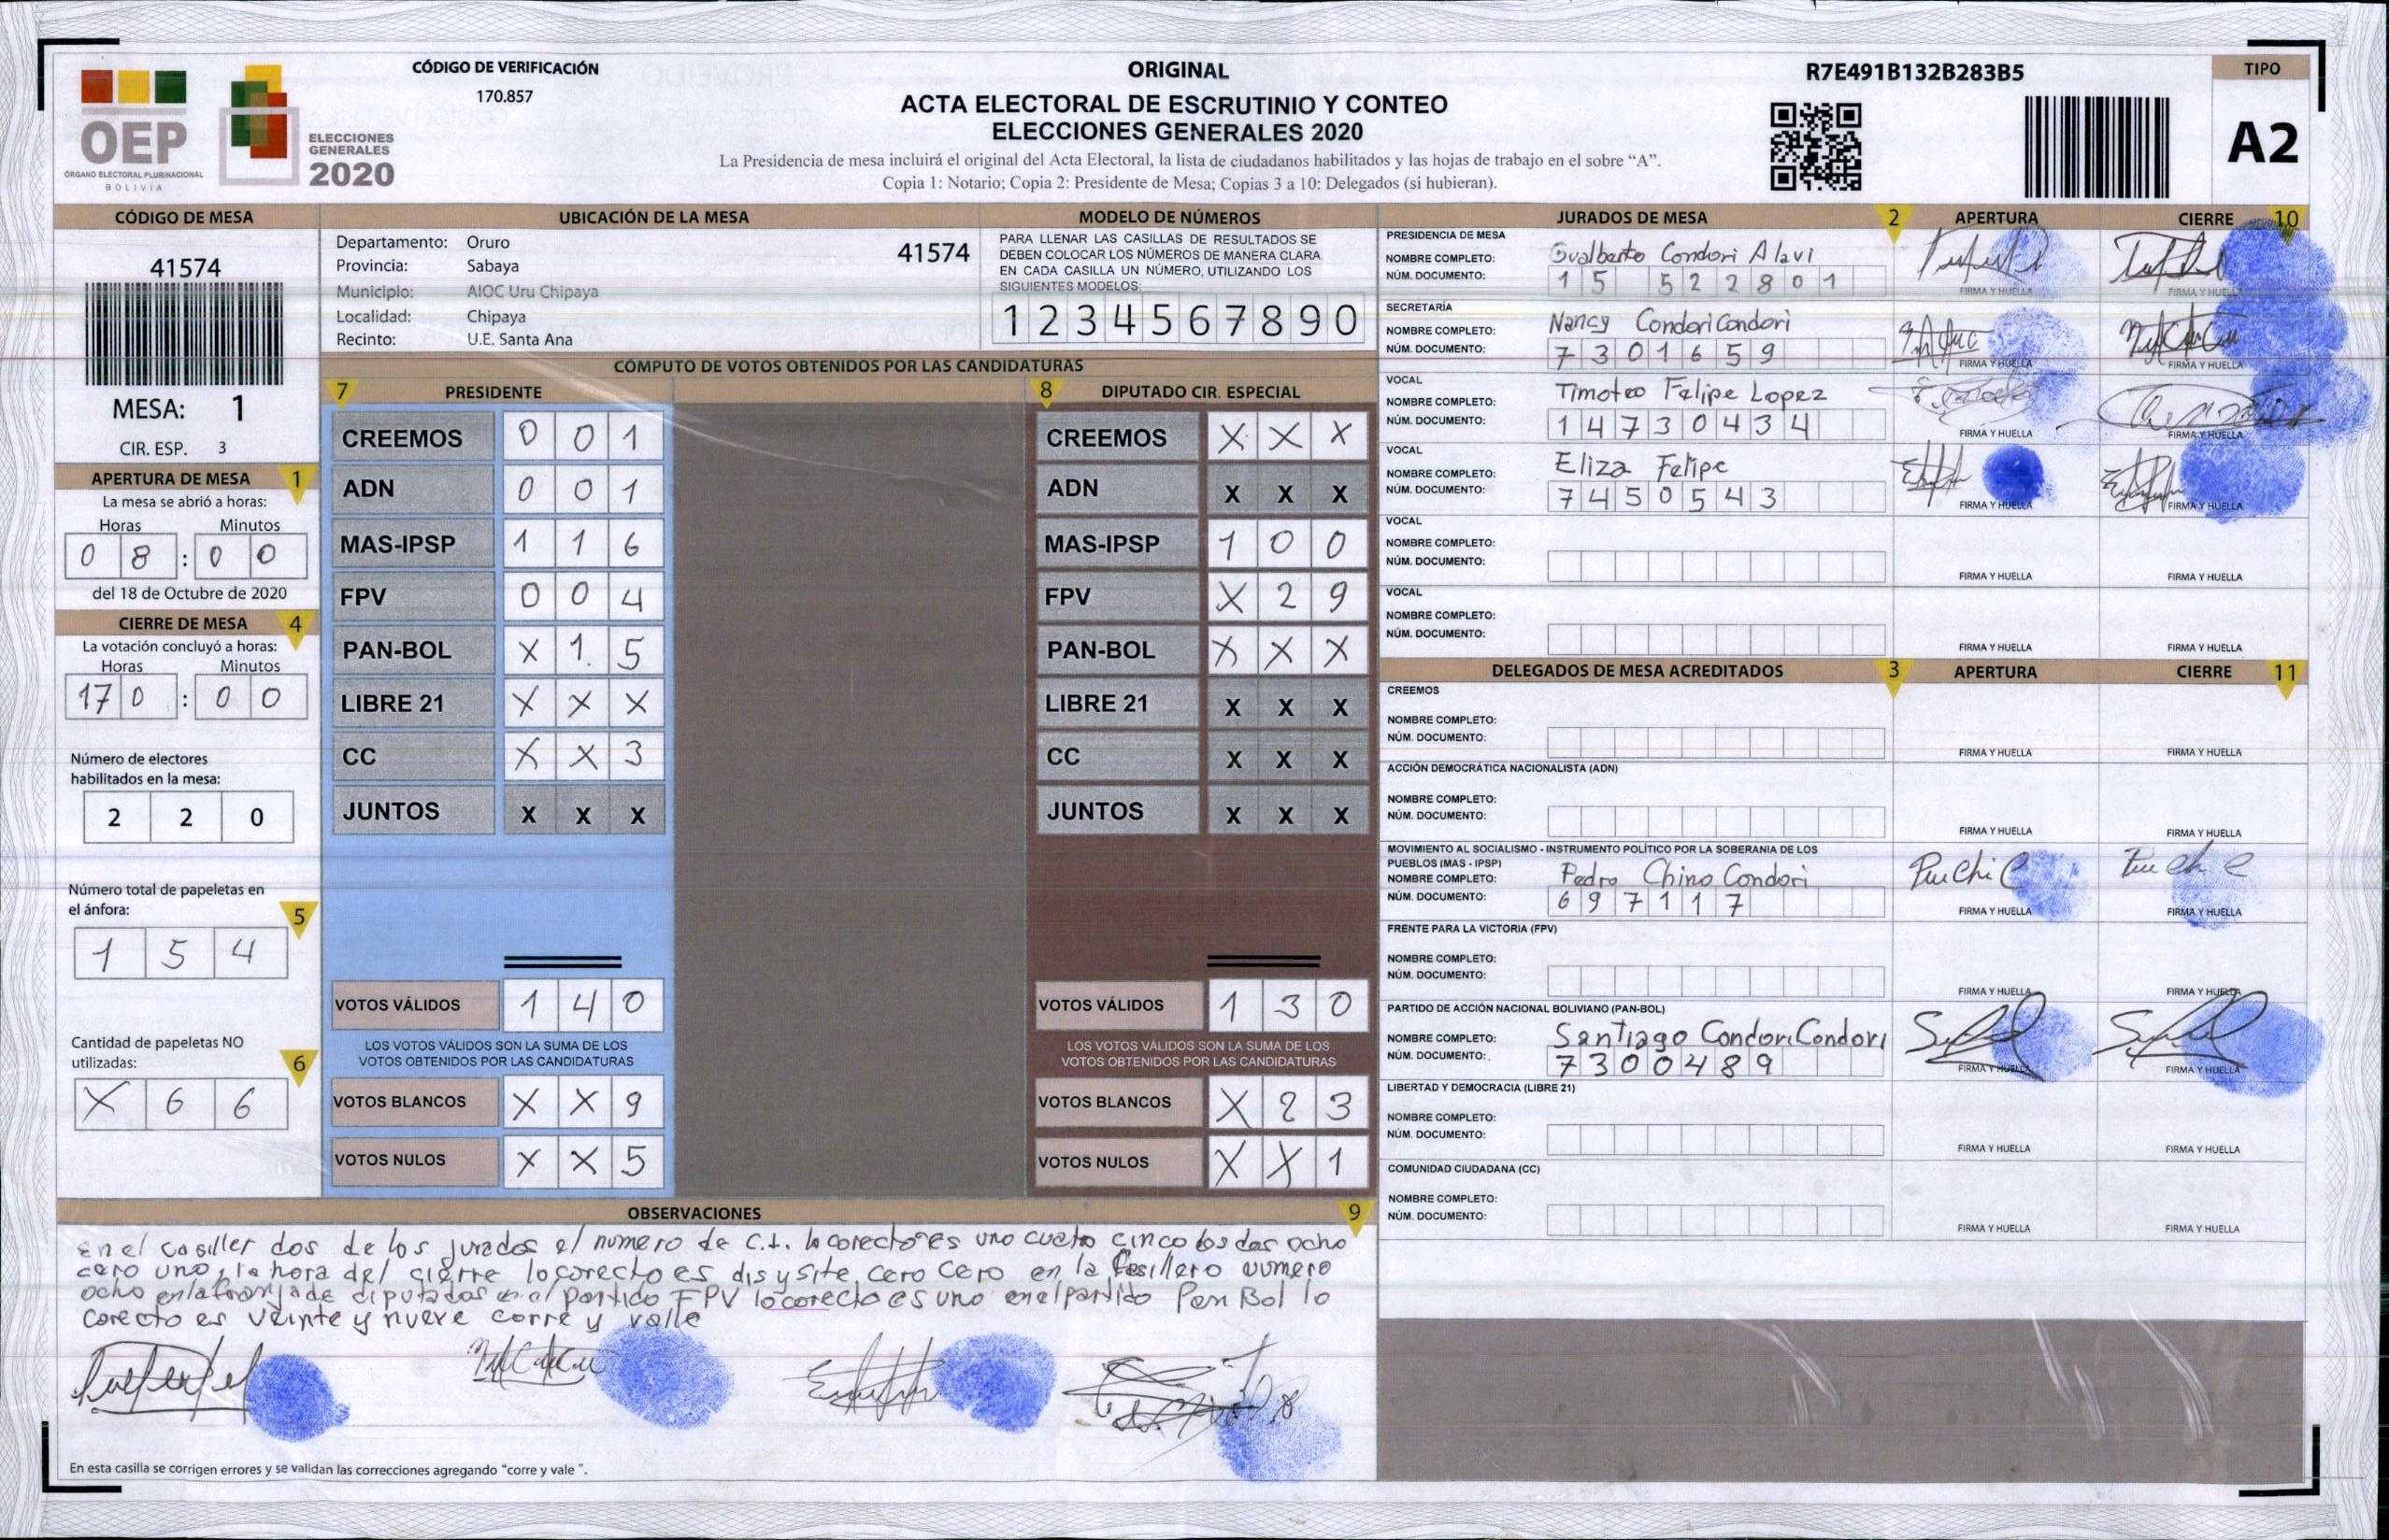 CÓDIGO DE VERIFICACIÓN
170.857
ORIGINAL
ACTA ELECTORAL DE ESCRUTINIO Y CONTEO
ELECCIONES GENERALES 2020
La Presidencia de mesa incluirá el original del Acta Electoral, la lista de ciudadanos habilitados y las hojas de trabajo en el sobre “A”.
Copia 1: Notario; Copia 2: Presidente de Mesa; Copias 3 a 10: Delegados (si hubieran).
R7E491B132B283B5
TIPO
A2
OEP
ÓRGANO ELECTORAL PLURINACIONAL
BOLIVIA
ELECCIONES
GENERALES
2020
CÓDIGO DE MESA
41574
MESA: 1
CIR. ESP. 3
APERTURA DE MESA 1
La mesa se abrió a horas:
Horas Minutos
0 8 : 0 0
del 18 de Octubre de 2020
CIERRE DE MESA 4
La votación concluyó a horas:
Horas Minutos
17 0 : 0 0
Número de electores
habilitados en la mesa:
2 2 0
Número total de papeletas en
el ánfora: 5
1 5 4
Cantidad de papeletas NO
utilizadas: 6
X 6 6
UBICACIÓN DE LA MESA
Departamento: Oruro 41574
Provincia: Sabaya
Municipio: AIOC Uru Chipaya
Localidad: Chipaya
Recinto: U.E. Santa Ana
MODELO DE NÚMEROS
PARA LLENAR LAS CASILLAS DE RESULTADOS SE
DEBEN COLOCAR LOS NÚMEROS DE MANERA CLARA
EN CADA CASILLA UN NÚMERO, UTILIZANDO LOS
SIGUIENTES MODELOS:
1 2 3 4 5 6 7 8 9 0
CÓMPUTO DE VOTOS OBTENIDOS POR LAS CANDIDATURAS
7 PRESIDENTE
CREEMOS 0 0 1
ADN 0 0 1
MAS-IPSP 1 1 6
FPV 0 0 4
PAN-BOL X 1. 5
LIBRE 21 X X X
CC X X 3
JUNTOS X X X
VOTOS VÁLIDOS 1 4 0
LOS VOTOS VÁLIDOS SON LA SUMA DE LOS
VOTOS OBTENIDOS POR LAS CANDIDATURAS
VOTOS BLANCOS X X 9
VOTOS NULOS X X 5
8 DIPUTADO CIR. ESPECIAL
CREEMOS X X X
ADN X X X
MAS-IPSP 1 0 0
FPV X 2 9
PAN-BOL X X X
LIBRE 21 X X X
CC X X X
JUNTOS X X X
VOTOS VÁLIDOS 1 3 0
LOS VOTOS VÁLIDOS SON LA SUMA DE LOS
VOTOS OBTENIDOS POR LAS CANDIDATURAS
VOTOS BLANCOS X 2 3
VOTOS NULOS X X 1
OBSERVACIONES 9
en el casiller dos de los jurados el numero de c.i. lo corecto es uno cuatro cinco dos dos ocho
cero uno, la hora del cierre lo corecto es dis y site, cero cero en la casillero numero
ocho en la franja de diputados en el partido FPV lo corecto es uno en el partido Pan Bol lo
corecto es veinte y nueve corre y valle
En esta casilla se corrigen errores y se validan las correcciones agregando “corre y vale ”.
JURADOS DE MESA 2 APERTURA CIERRE 10
PRESIDENCIA DE MESA
NOMBRE COMPLETO: Gualberto Condori Alavi
NÚM. DOCUMENTO: 1 5 5 2 2 8 0 1
FIRMA Y HUELLA FIRMA Y HUELLA
SECRETARÍA
NOMBRE COMPLETO: Nancy Condori Condori
NÚM. DOCUMENTO: 7 3 0 1 6 5 9
FIRMA Y HUELLA FIRMA Y HUELLA
VOCAL
NOMBRE COMPLETO: Timoteo Felipe Lopez
NÚM. DOCUMENTO: 1 4 7 3 0 4 3 4
FIRMA Y HUELLA FIRMA Y HUELLA
VOCAL
NOMBRE COMPLETO: Eliza Felipe
NÚM. DOCUMENTO: 7 4 5 0 5 4 3
FIRMA Y HUELLA FIRMA Y HUELLA
VOCAL
NOMBRE COMPLETO:
NÚM. DOCUMENTO:
FIRMA Y HUELLA FIRMA Y HUELLA
VOCAL
NOMBRE COMPLETO:
NÚM. DOCUMENTO:
FIRMA Y HUELLA FIRMA Y HUELLA
DELEGADOS DE MESA ACREDITADOS 3 APERTURA CIERRE 11
CREEMOS
NOMBRE COMPLETO:
NÚM. DOCUMENTO:
FIRMA Y HUELLA FIRMA Y HUELLA
ACCIÓN DEMOCRÁTICA NACIONALISTA (ADN)
NOMBRE COMPLETO:
NÚM. DOCUMENTO:
FIRMA Y HUELLA FIRMA Y HUELLA
MOVIMIENTO AL SOCIALISMO - INSTRUMENTO POLÍTICO POR LA SOBERANIA DE LOS
PUEBLOS (MAS - IPSP)
NOMBRE COMPLETO: Pedro Chino Condori
NÚM. DOCUMENTO: 6 9 7 1 1 7
FIRMA Y HUELLA FIRMA Y HUELLA
FRENTE PARA LA VICTORIA (FPV)
NOMBRE COMPLETO:
NÚM. DOCUMENTO:
FIRMA Y HUELLA FIRMA Y HUELLA
PARTIDO DE ACCIÓN NACIONAL BOLIVIANO (PAN-BOL)
NOMBRE COMPLETO: Santiago Condori Condori
NÚM. DOCUMENTO: 7 3 0 0 4 8 9
FIRMA Y HUELLA FIRMA Y HUELLA
LIBERTAD Y DEMOCRACIA (LIBRE 21)
NOMBRE COMPLETO:
NÚM. DOCUMENTO:
FIRMA Y HUELLA FIRMA Y HUELLA
COMUNIDAD CIUDADANA (CC)
NOMBRE COMPLETO:
NÚM. DOCUMENTO:
FIRMA Y HUELLA FIRMA Y HUELLA